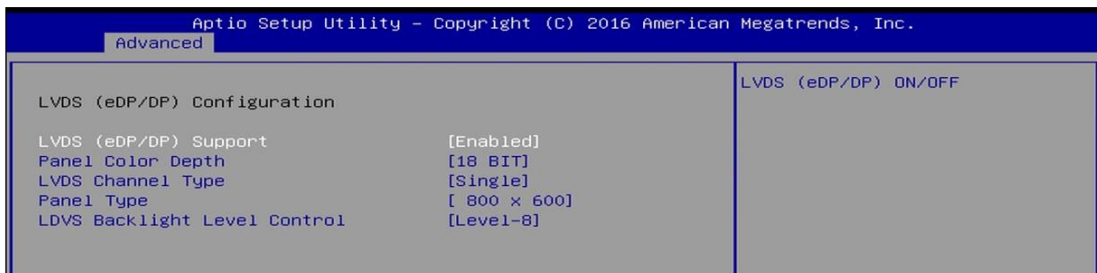 Aptio Setup Utility – Copyright (C) 2016 American Megatrends, Inc.
Advanced
LVDS (eDP/DP) Configuration
LVDS (eDP/DP) Support [Enabled]
Panel Color Depth [18 BIT]
LVDS Channel Type [Single]
Panel Type [ 800 x 600]
LDVS Backlight Level Control [Level-8]
LVDS (eDP/DP) ON/OFF